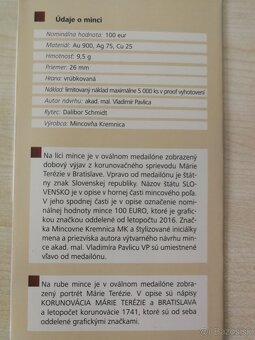 Údaje o minci
Nominálna hodnota: 100 eur
Materiál: Au 900, Ag 75, Cu 25
Hmotnosť: 9,5 g
Priemer: 26 mm
Hrana: vrúbkovaná
Náklad: limitovaný náklad maximálne 5 000 ks v proof vyhotovení
Autor návrhu: akad. mal. Vladimír Pavlica
Rytec: Dalibor Schmidt
Výrobca: Mincovňa Kremnica
Na líci mince je v oválnom medailóne zobrazený
dobový výjav z korunovačného sprievodu Márie
Terézie v Bratislave. Vpravo od medailónu je štát-
ny znak Slovenskej republiky. Názov štátu SLO-
VENSKO je v hornej časti mincového poľa.
V jeho spodnej časti je v opise označenie nomi-
nálnej hodnoty mince 100 EURO, ktoré je grafic-
kou značkou oddelené od letopočtu 2016. Znač-
ka Mincovne Kremnica MK a štylizované iniciálky
mena a priezviska autora výtvarného návrhu min-
ce akad. mal. Vladimíra Pavlicu VP sú umiestnené
vľavo od medailónu.
Na rube mince je v oválnom medailóne zobra-
zený portrét Márie Terézie. V opise sú nápisy
KORUNOVÁCIA MÁRIE TERÉZIE a BRATISLAVA
a letopočet korunovácie 1741, ktoré sú od seba
oddelené grafickými značkami.
bazos.sk